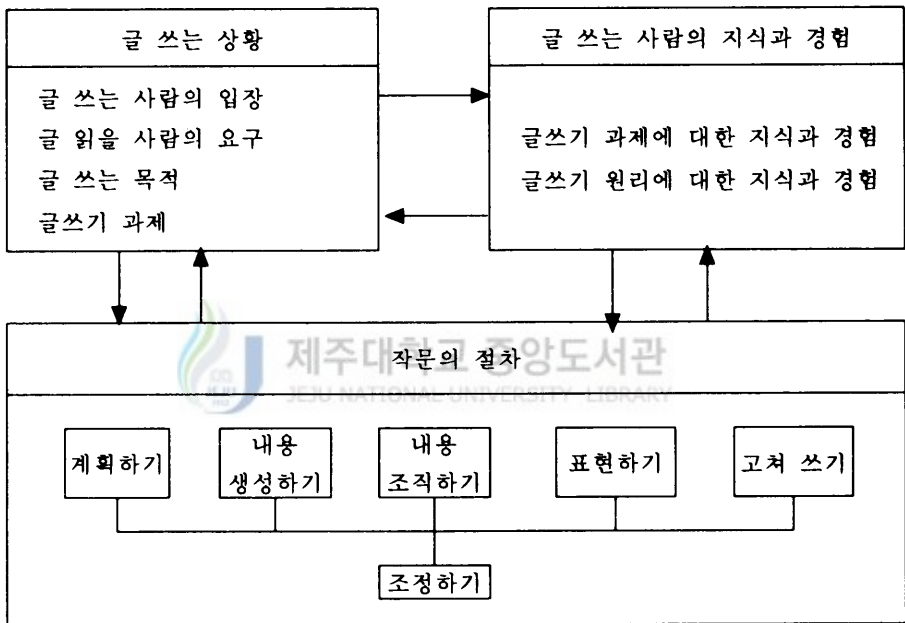 글 쓰는 상황
글 쓰는 사람의 입장
글 읽을 사람의 요구
글 쓰는 목적
글쓰기 과제
글 쓰는 사람의 지식과 경험
글쓰기 과제에 대한 지식과 경험
글쓰기 원리에 대한 지식과 경험
작문의 절차
제주대학교 중앙도서관
JEJU NATIONAL UNIVERSITY LIBRARY
계획하기
내용
생성하기
내용
조직하기
표현하기
고쳐 쓰기
조정하기